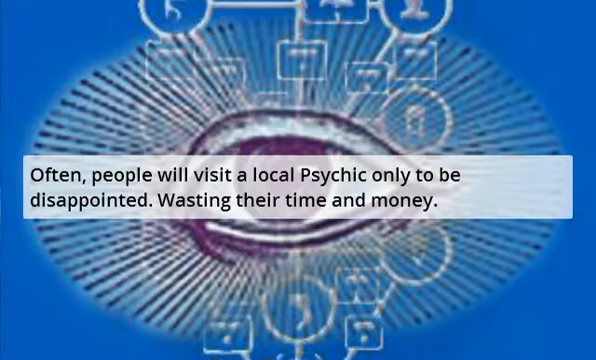 Often, people will visit a local Psychic only to be
disappointed. Wasting their time and money.